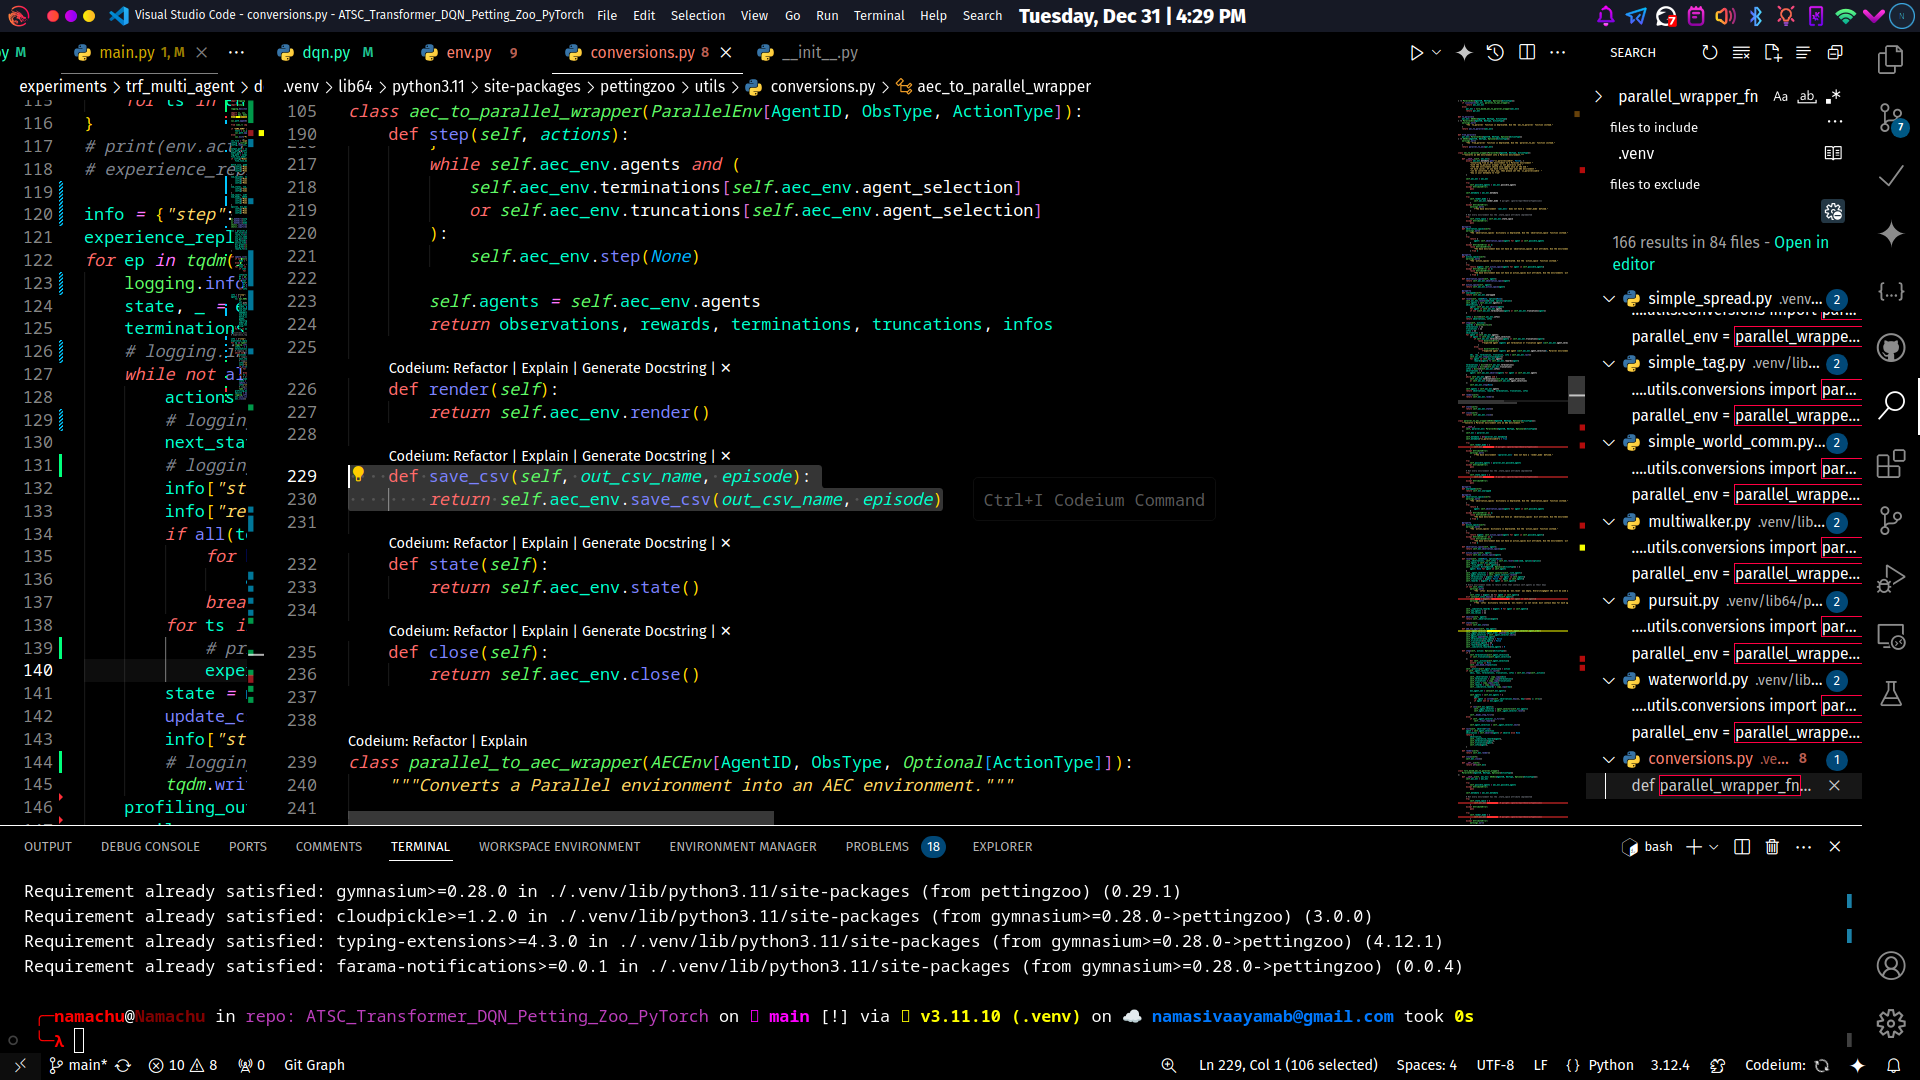 Visual Studio Code - conversions.py - ATSC_Transformer_DQN_Petting_Zoo_PyTorch File Edit Selection View Go Run Terminal Help Search Tuesday, Dec 31 | 4:29 PM
py M main.py 1, M dqn.py M env.py 9 conversions.py 8 __init__.py
experiments > trf_multi_agent > d
.venv > lib64 > python3.11 > site-packages > pettingzoo > utils > conversions.py > aec_to_parallel_wrapper
116 }
117 # print(env.ac
118 # experience_re
119
120 info = {"step":
121 experience_repl
122 for ep in tqdm(
123 logging.info
124 state, _ = e
125 terminations
126 # logging.i
127 while not al
128 actions
129 # loggin
130 next_sta
131 # loggin
132 info["st
133 info["re
134 if all(t
135 for
136
137 brea
138 for ts i
139 # pr
140 expe
141 state =
142 update_c
143 info["st
144 # loggin
145 tqdm.wri
146 profiling_ou
105 class aec_to_parallel_wrapper(ParallelEnv[AgentID, ObsType, ActionType]):
190 def step(self, actions):
217 while self.aec_env.agents and (
218 self.aec_env.terminations[self.aec_env.agent_selection]
219 or self.aec_env.truncations[self.aec_env.agent_selection]
220 ):
221 self.aec_env.step(None)
222
223 self.agents = self.aec_env.agents
224 return observations, rewards, terminations, truncations, infos
225
Codeium: Refactor | Explain | Generate Docstring | ✕
226 def render(self):
227 return self.aec_env.render()
228
Codeium: Refactor | Explain | Generate Docstring | ✕
229 def save_csv(self, out_csv_name, episode):
230 return self.aec_env.save_csv(out_csv_name, episode)
Ctrl+I Codeium Command
231
Codeium: Refactor | Explain | Generate Docstring | ✕
232 def state(self):
233 return self.aec_env.state()
234
Codeium: Refactor | Explain | Generate Docstring | ✕
235 def close(self):
236 return self.aec_env.close()
237
238
Codeium: Refactor | Explain
239 class parallel_to_aec_wrapper(AECEnv[AgentID, ObsType, Optional[ActionType]]):
240 """Converts a Parallel environment into an AEC environment."""
241
SEARCH
parallel_wrapper_fn Aa ab .*
files to include
.venv
files to exclude
166 results in 84 files - Open in
editor
simple_spread.py .venv... 2
....utils.conversions import par...
parallel_env = parallel_wrappe...
simple_tag.py .venv/lib... 2
....utils.conversions import par...
parallel_env = parallel_wrappe...
simple_world_comm.py... 2
....utils.conversions import par...
parallel_env = parallel_wrappe...
multiwalker.py .venv/lib... 2
....utils.conversions import par...
parallel_env = parallel_wrappe...
pursuit.py .venv/lib64/p... 2
....utils.conversions import par...
parallel_env = parallel_wrappe...
waterworld.py .venv/lib... 2
....utils.conversions import par...
parallel_env = parallel_wrappe...
conversions.py .ve... 8 1
def parallel_wrapper_fn...
7
OUTPUT DEBUG CONSOLE PORTS COMMENTS TERMINAL WORKSPACE ENVIRONMENT ENVIRONMENT MANAGER PROBLEMS 18 EXPLORER bash
Requirement already satisfied: gymnasium>=0.28.0 in ./.venv/lib/python3.11/site-packages (from pettingzoo) (0.29.1)
Requirement already satisfied: cloudpickle>=1.2.0 in ./.venv/lib/python3.11/site-packages (from gymnasium>=0.28.0->pettingzoo) (3.0.0)
Requirement already satisfied: typing-extensions>=4.3.0 in ./.venv/lib/python3.11/site-packages (from gymnasium>=0.28.0->pettingzoo) (4.12.1)
Requirement already satisfied: farama-notifications>=0.0.1 in ./.venv/lib/python3.11/site-packages (from gymnasium>=0.28.0->pettingzoo) (0.0.4)
namachu@Namachu in repo: ATSC_Transformer_DQN_Petting_Zoo_PyTorch on main [!] via v3.11.10 (.venv) on namasivaayamab@gmail.com took 0s
λ
main* 10 8 0 Git Graph Ln 229, Col 1 (106 selected) Spaces: 4 UTF-8 LF { } Python 3.12.4 Codeium: